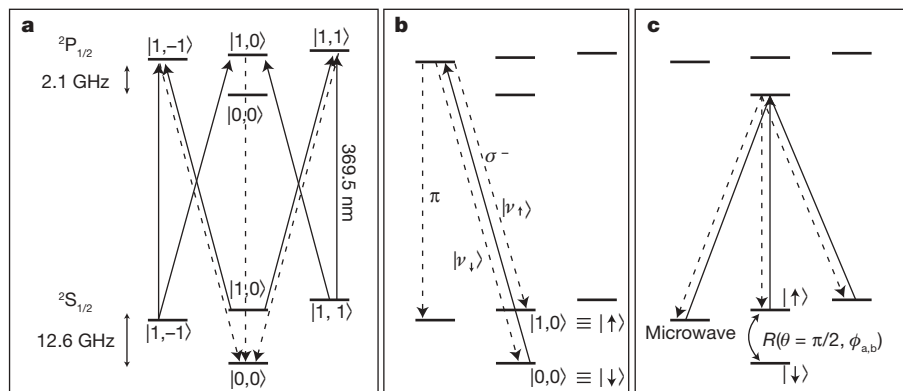 a
²P₁/₂
|1,−1⟩
|1,0⟩
|1,1⟩
2.1 GHz
|0,0⟩
369.5 nm
²S₁/₂
|1,0⟩
|1,−1⟩
|1, 1⟩
12.6 GHz
|0,0⟩
b
π
σ⁻
|ν↑⟩
|ν↓⟩
|1,0⟩ ≡ |↑⟩
|0,0⟩ ≡ |↓⟩
c
|↑⟩
Microwave
R(θ = π/2, ϕa,b)
|↓⟩